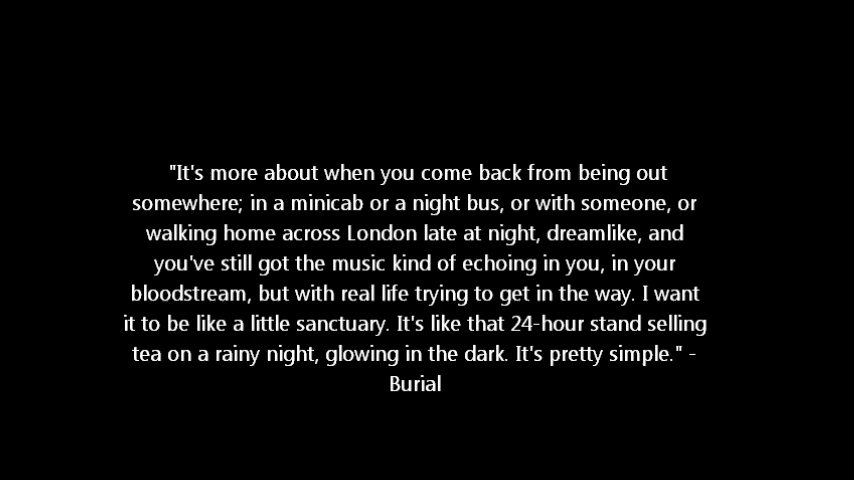 "It's more about when you come back from being out
somewhere; in a minicab or a night bus, or with someone, or
walking home across London late at night, dreamlike, and
you've still got the music kind of echoing in you, in your
bloodstream, but with real life trying to get in the way. I want
it to be like a little sanctuary. It's like that 24-hour stand selling
tea on a rainy night, glowing in the dark. It's pretty simple." -
Burial